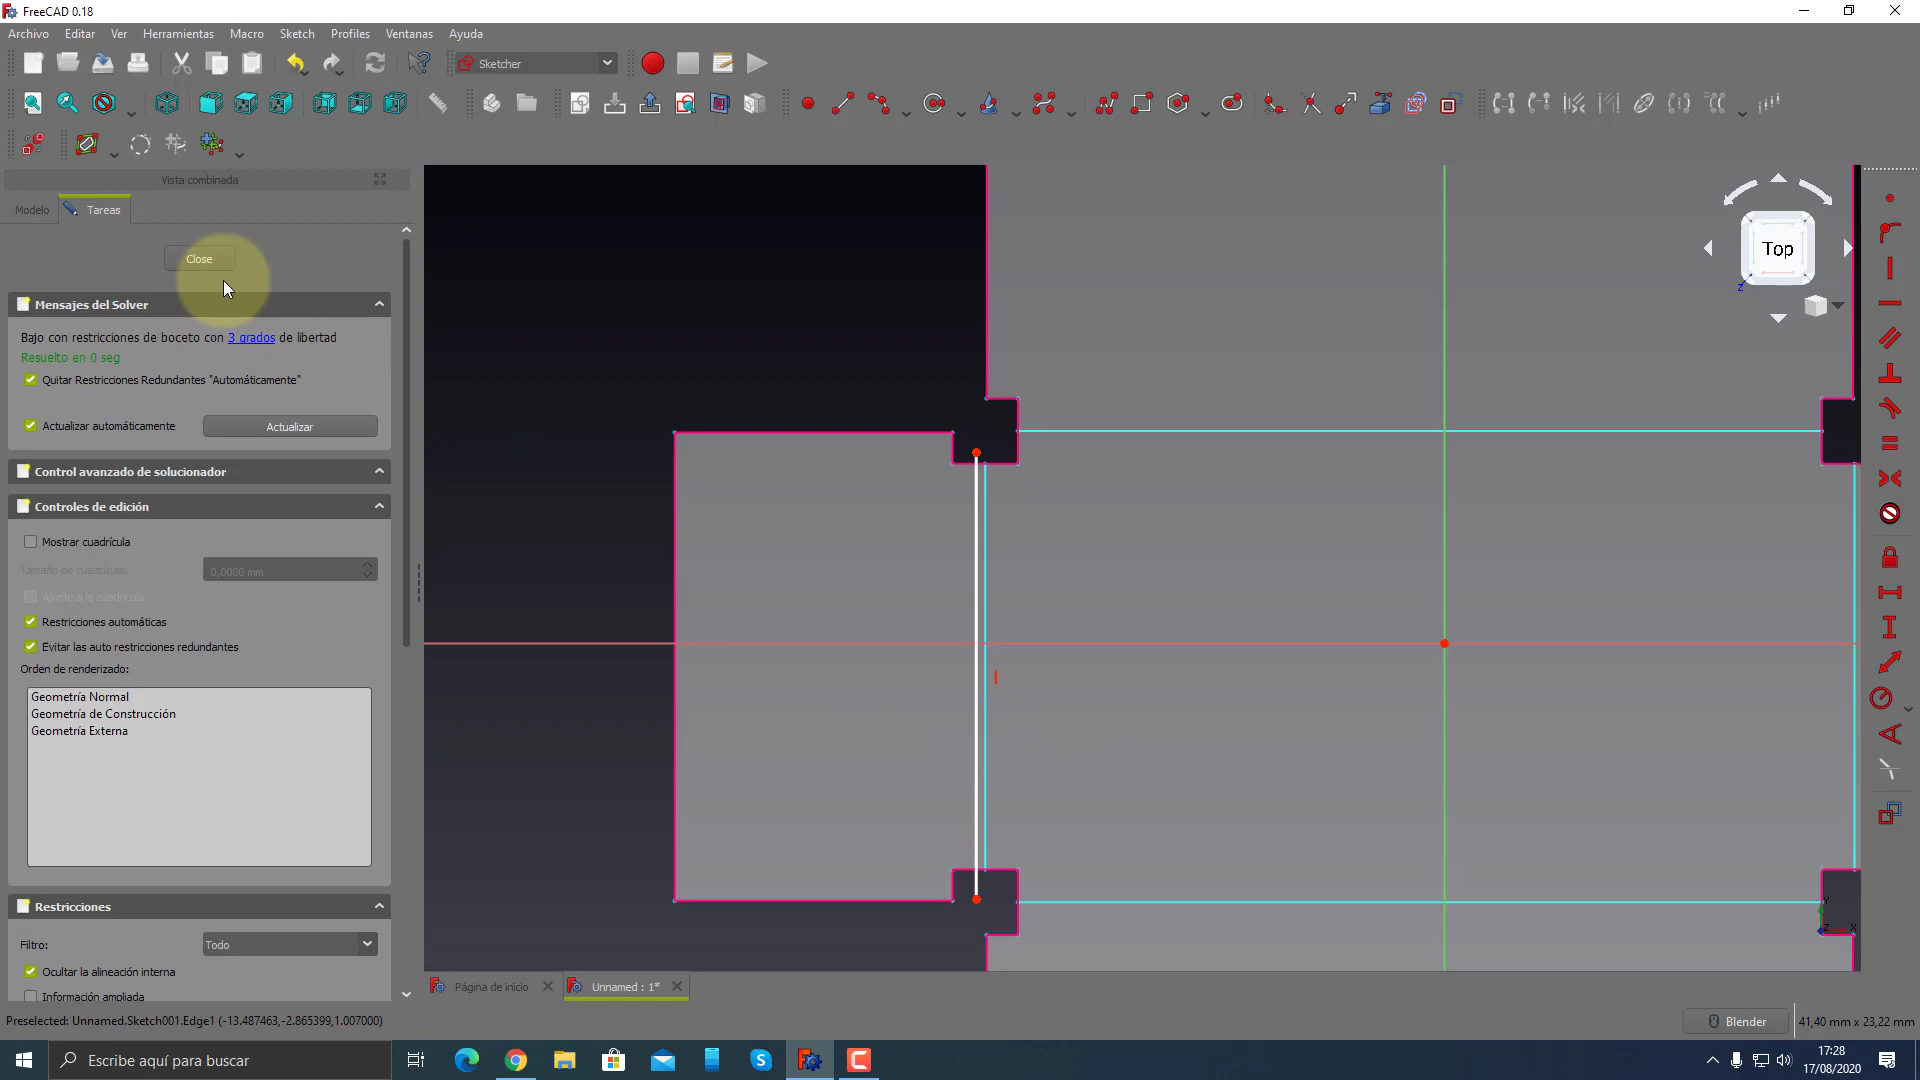 FreeCAD 0.18
Archivo Editar Ver Herramientas Macro Sketch Profiles Ventanas Ayuda
Sketcher
Vista combinada
Modelo Tareas
Close
Mensajes del Solver
Bajo con restricciones de boceto con 3 grados de libertad
Resuelto en 0 seg
Quitar Restricciones Redundantes "Automáticamente"
Actualizar automáticamente Actualizar
Control avanzado de solucionador
Controles de edición
Mostrar cuadrícula
Tamaño de cuadrícula: 0,0000 mm
Ajuste a la cuadrícula
Restricciones automáticas
Evitar las auto restricciones redundantes
Orden de renderizado:
Geometría Normal
Geometría de Construcción
Geometría Externa
Restricciones
Filtro: Todo
Ocultar la alineación interna
Información ampliada
Top
Z
Y
Z X
Página de inicio Unnamed : 1*
Preselected: Unnamed.Sketch001.Edge1 (-13.487463,-2.865399,1.007000)
Blender 41,40 mm x 23,22 mm
Escribe aquí para buscar
17:28
17/08/2020